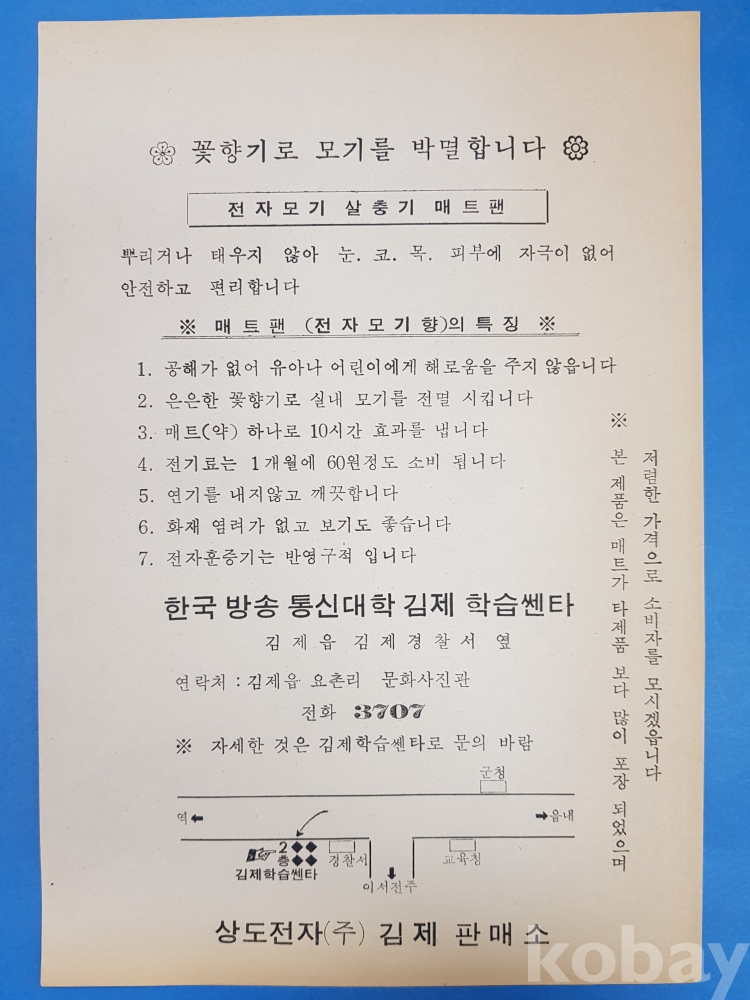 꽃향기로 모기를 박멸합니다
전자모기 살충기 매트팬
뿌리거나 태우지 않아 눈. 코. 목. 피부에 자극이 없어
안전하고 편리합니다
※ 매트팬 (전자모기향)의 특징 ※
1. 공해가 없어 유아나 어린이에게 해로움을 주지 않읍니다
2. 은은한 꽃향기로 실내 모기를 전멸 시킵니다
3. 매트(약) 하나로 10시간 효과를 냅니다
4. 전기료는 1개월에 60원정도 소비 됩니다
5. 연기를 내지않고 깨끗합니다
6. 화재 염려가 없고 보기도 좋습니다
7. 전자훈증기는 반영구적 입니다
※ 본 제품은 매트가 타제품 보다 많이 포장 되었으며
저렴한 가격으로 소비자를 모시겠읍니다
한국 방송 통신대학 김제 학습쎈타
김제읍 김제경찰서 옆
연락처 : 김제읍 요촌리 문화사진관
전화 3707
※ 자세한 것은 김제학습쎈타로 문의 바람
군청
역←
→읍내
2층
경찰서
교육청
김제학습쎈타
이서전주
상도전자(주) 김제 판매소
kobay